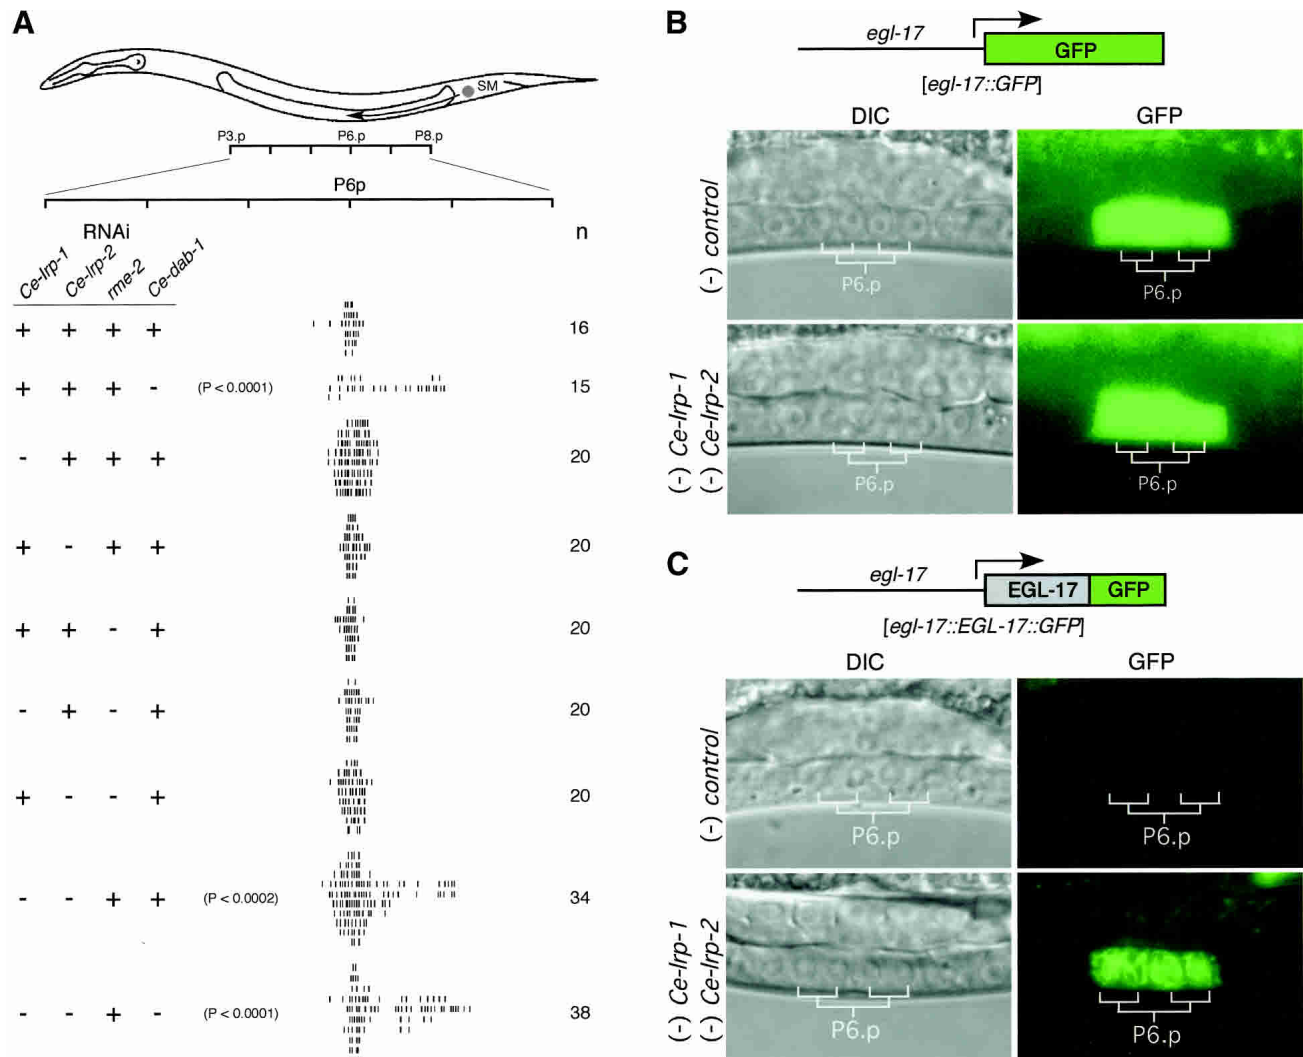 A
SM
P3.p P6.p P8.p
P6p
RNAi n
Ce-lrp-1 Ce-lrp-2 rme-2 Ce-dab-1
+ + + + 16
+ + + - (P < 0.0001) 15
- + + + 20
+ - + + 20
+ + - + 20
- + - + 20
+ - - + 20
- - + + (P < 0.0002) 34
- - + - (P < 0.0001) 38
B
egl-17 GFP
[egl-17::GFP]
DIC GFP
(-) control
P6.p P6.p
(-) Ce-lrp-1
(-) Ce-lrp-2
P6.p P6.p
C
egl-17 EGL-17 GFP
[egl-17::EGL-17::GFP]
DIC GFP
(-) control
P6.p P6.p
(-) Ce-lrp-1
(-) Ce-lrp-2
P6.p P6.p